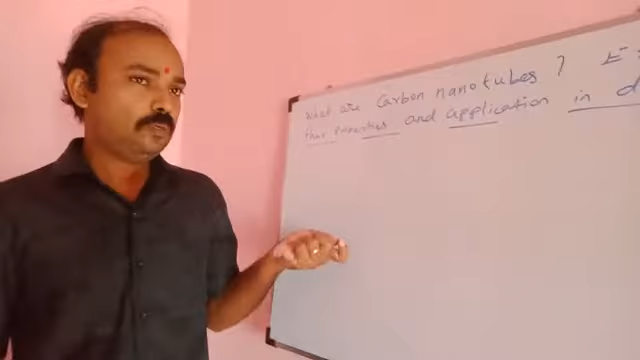 What are Carbon nanotubes ?
their properties and application in d